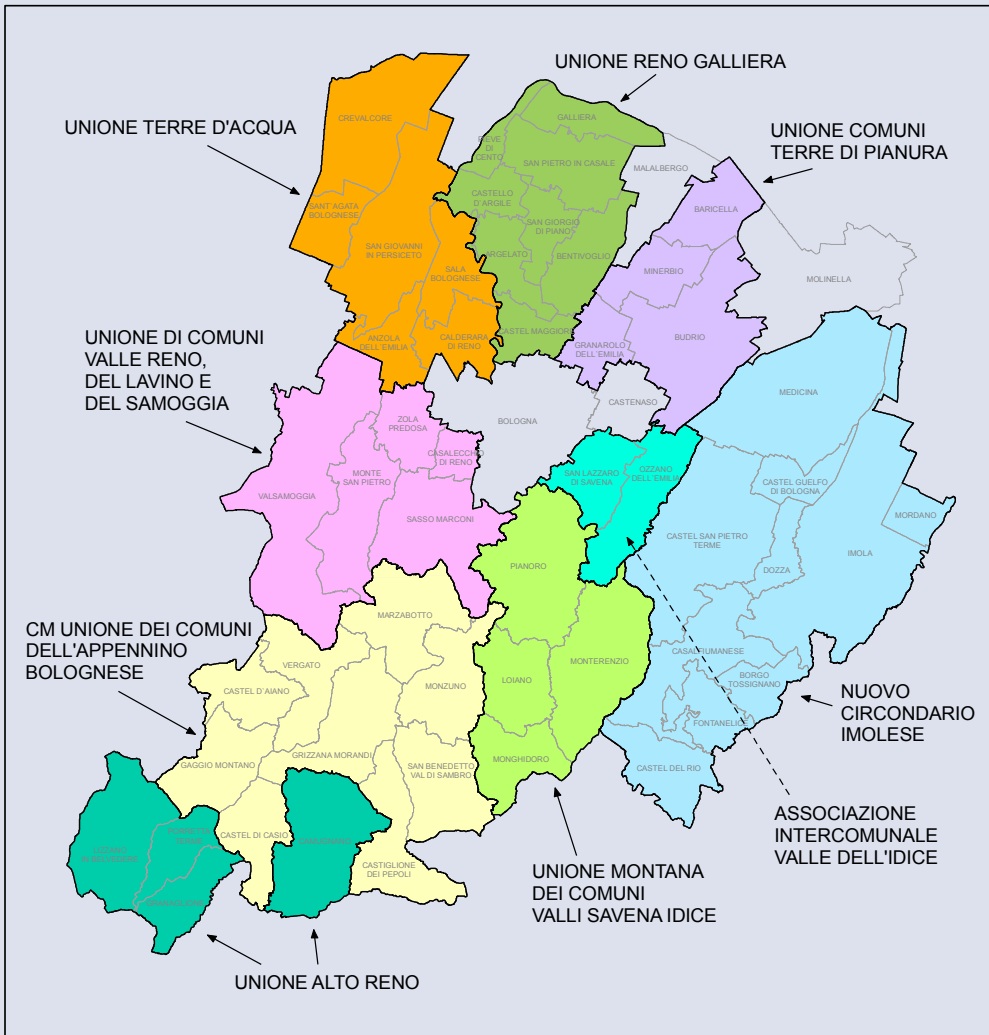 UNIONE RENO GALLIERA
UNIONE TERRE D'ACQUA
UNIONE COMUNI
TERRE DI PIANURA
CREVALCORE
GALLIERA
PIEVE
DI
CENTO
SAN PIETRO IN CASALE
MALALBERGO
SANT'AGATA
BOLOGNESE
CASTELLO
D'ARGILE
BARICELLA
SAN GIORGIO
DI PIANO
SAN GIOVANNI
IN PERSICETO
ARGELATO
BENTIVOGLIO
SALA
BOLOGNESE
MINERBIO
MOLINELLA
CASTEL MAGGIORE
ANZOLA
DELL'EMILIA
CALDERARA
DI RENO
GRANAROLO
DELL'EMILIA
BUDRIO
UNIONE DI COMUNI
VALLE RENO,
DEL LAVINO E
DEL SAMOGGIA
MEDICINA
CASTENASO
BOLOGNA
ZOLA
PREDOSA
CASALECCHIO
DI RENO
MONTE
SAN PIETRO
VALSAMOGGIA
SAN LAZZARO
DI SAVENA
OZZANO
DELL'EMILIA
CASTEL GUELFO
DI BOLOGNA
MORDANO
SASSO MARCONI
CASTEL SAN PIETRO
TERME
IMOLA
PIANORO
DOZZA
MARZABOTTO
CM UNIONE DEI COMUNI
DELL'APPENNINO
BOLOGNESE
VERGATO
CASALFIUMANESE
MONTERENZIO
LOIANO
BORGO
TOSSIGNANO
MONZUNO
CASTEL D'AIANO
FONTANELICE
NUOVO
CIRCONDARIO
IMOLESE
GRIZZANA MORANDI
GAGGIO MONTANO
SAN BENEDETTO
VAL DI SAMBRO
MONGHIDORO
CASTEL DEL RIO
CASTEL DI CASIO
CASTIGLIONE
DEI PEPOLI
ASSOCIAZIONE
INTERCOMUNALE
VALLE DELL'IDICE
UNIONE MONTANA
DEI COMUNI
VALLI SAVENA IDICE
UNIONE ALTO RENO